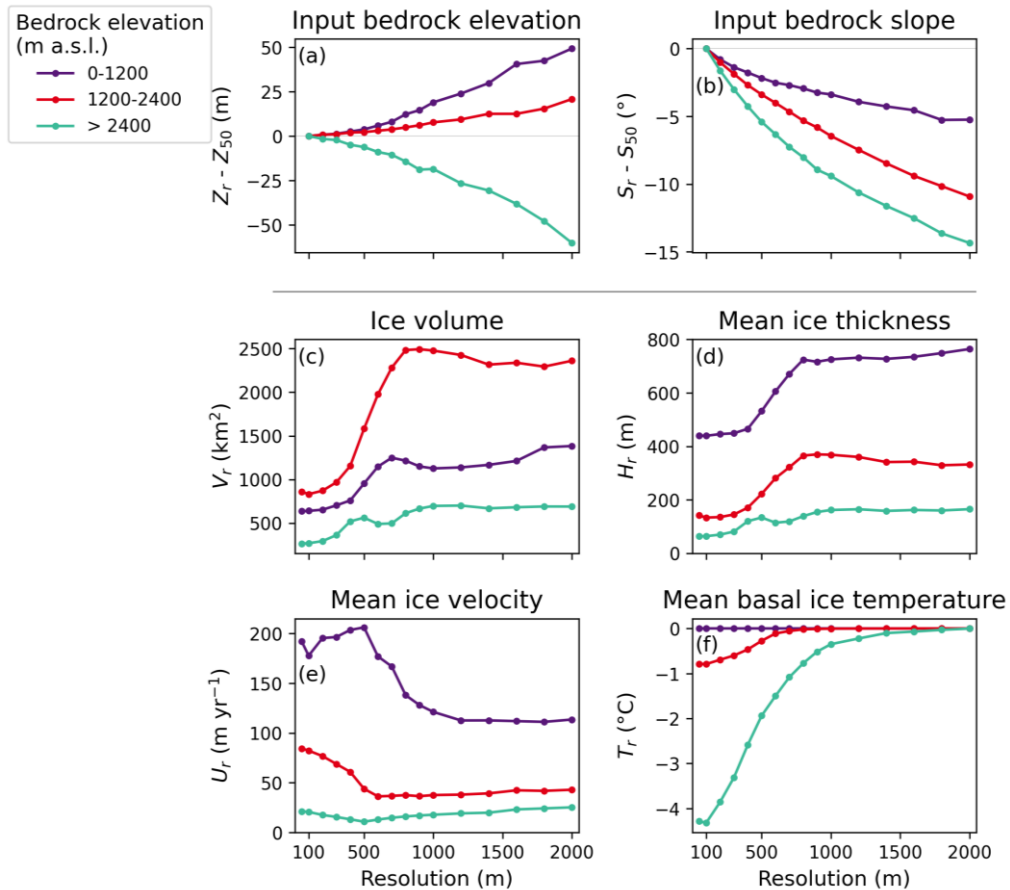 Bedrock elevation
(m a.s.l.)
0-1200
1200-2400
> 2400
Input bedrock elevation
(a)
Z_r - Z_50 (m)
50
25
0
−25
−50
Input bedrock slope
(b)
S_r - S_50 (°)
0
−5
−10
−15
Ice volume
(c)
V_r (km²)
2500
2000
1500
1000
500
Mean ice thickness
(d)
H_r (m)
800
600
400
200
0
Mean ice velocity
(e)
U_r (m yr⁻¹)
200
150
100
50
0
100 500 1000 1500 2000
Resolution (m)
Mean basal ice temperature
(f)
T_r (°C)
0
−1
−2
−3
−4
100 500 1000 1500 2000
Resolution (m)